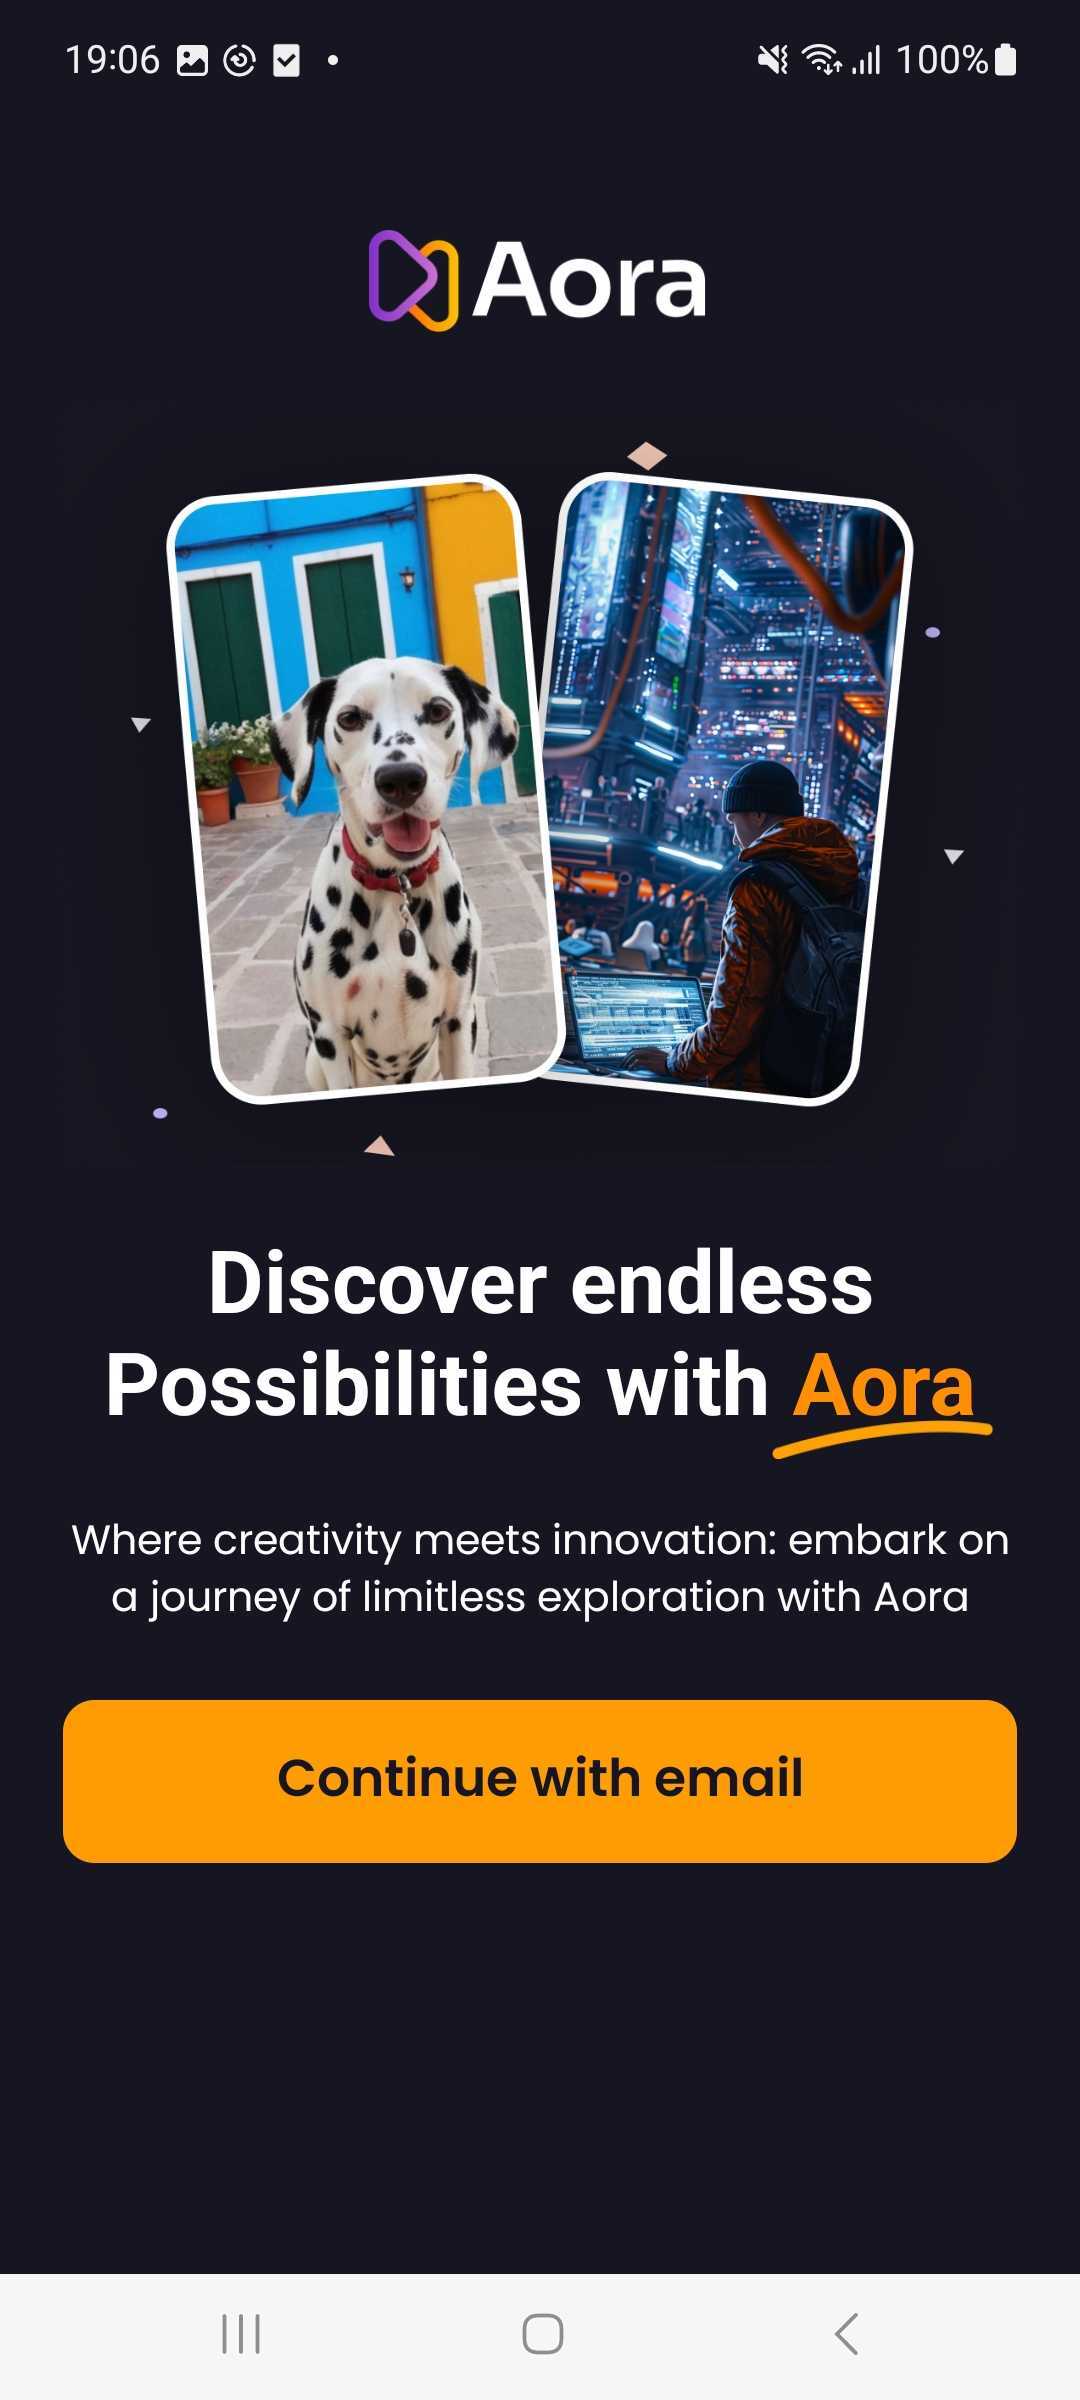 19:06
100%
Aora
Discover endless
Possibilities with Aora
Where creativity meets innovation: embark on
a journey of limitless exploration with Aora
Continue with email